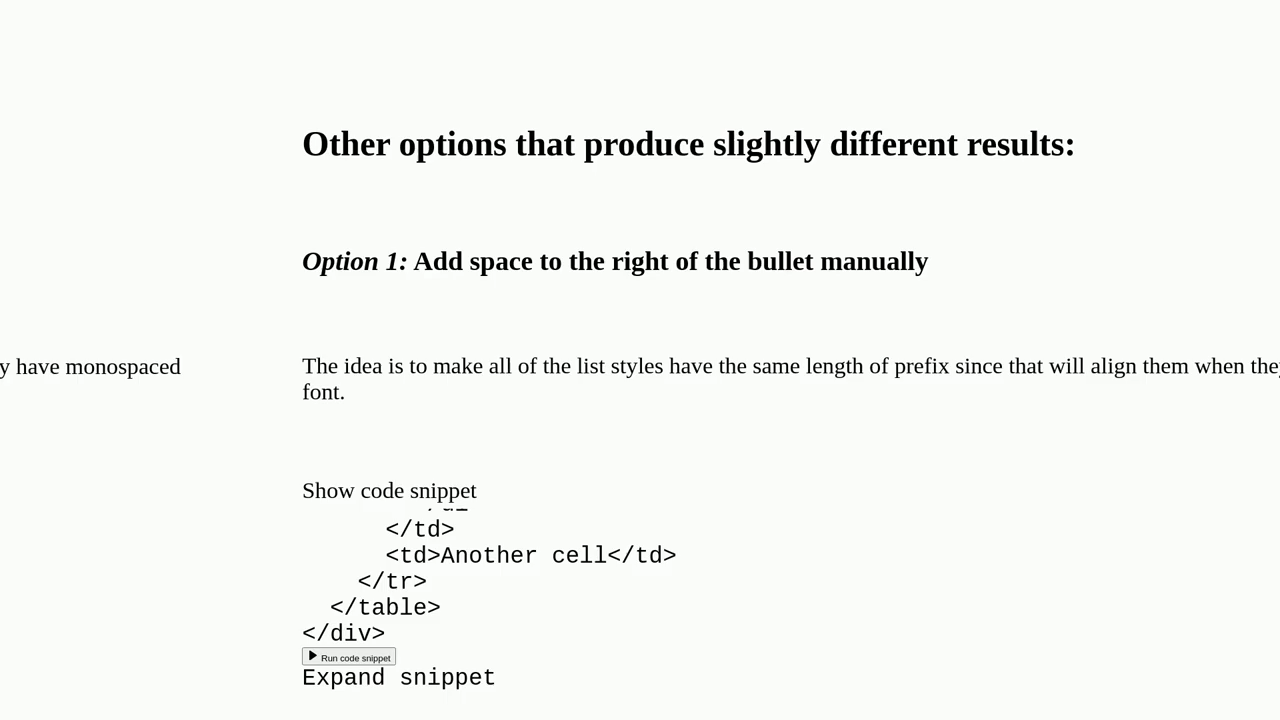 Other options that produce slightly different results:
Option 1: Add space to the right of the bullet manually
y have monospaced
The idea is to make all of the list styles have the same length of prefix since that will align them when they
font.
Show code snippet
</td>
<td>Another cell</td>
</tr>
</table>
</div>
Run code snippet
Expand snippet